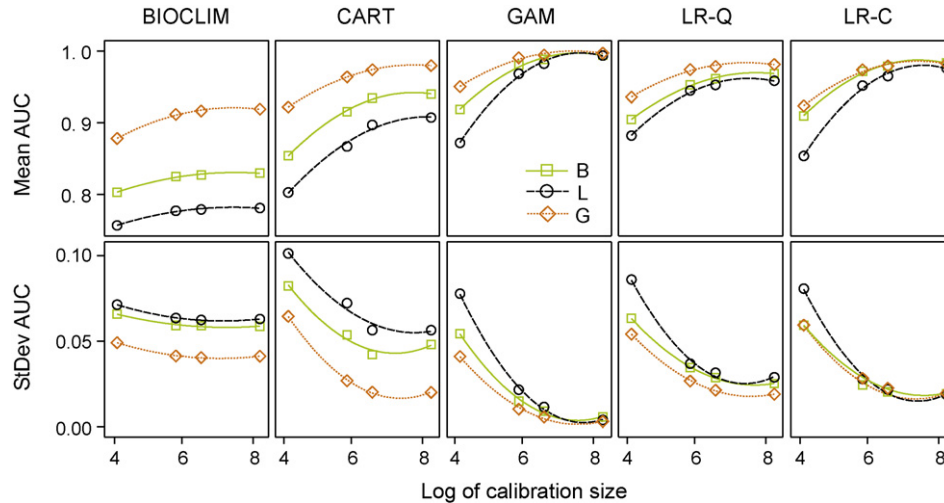 BIOCLIM CART GAM LR-Q LR-C
Mean AUC
1.0
0.9
0.8
B
L
G
StDev AUC
0.10
0.05
0.00
4 6 8 4 6 8 4 6 8 4 6 8 4 6 8
Log of calibration size